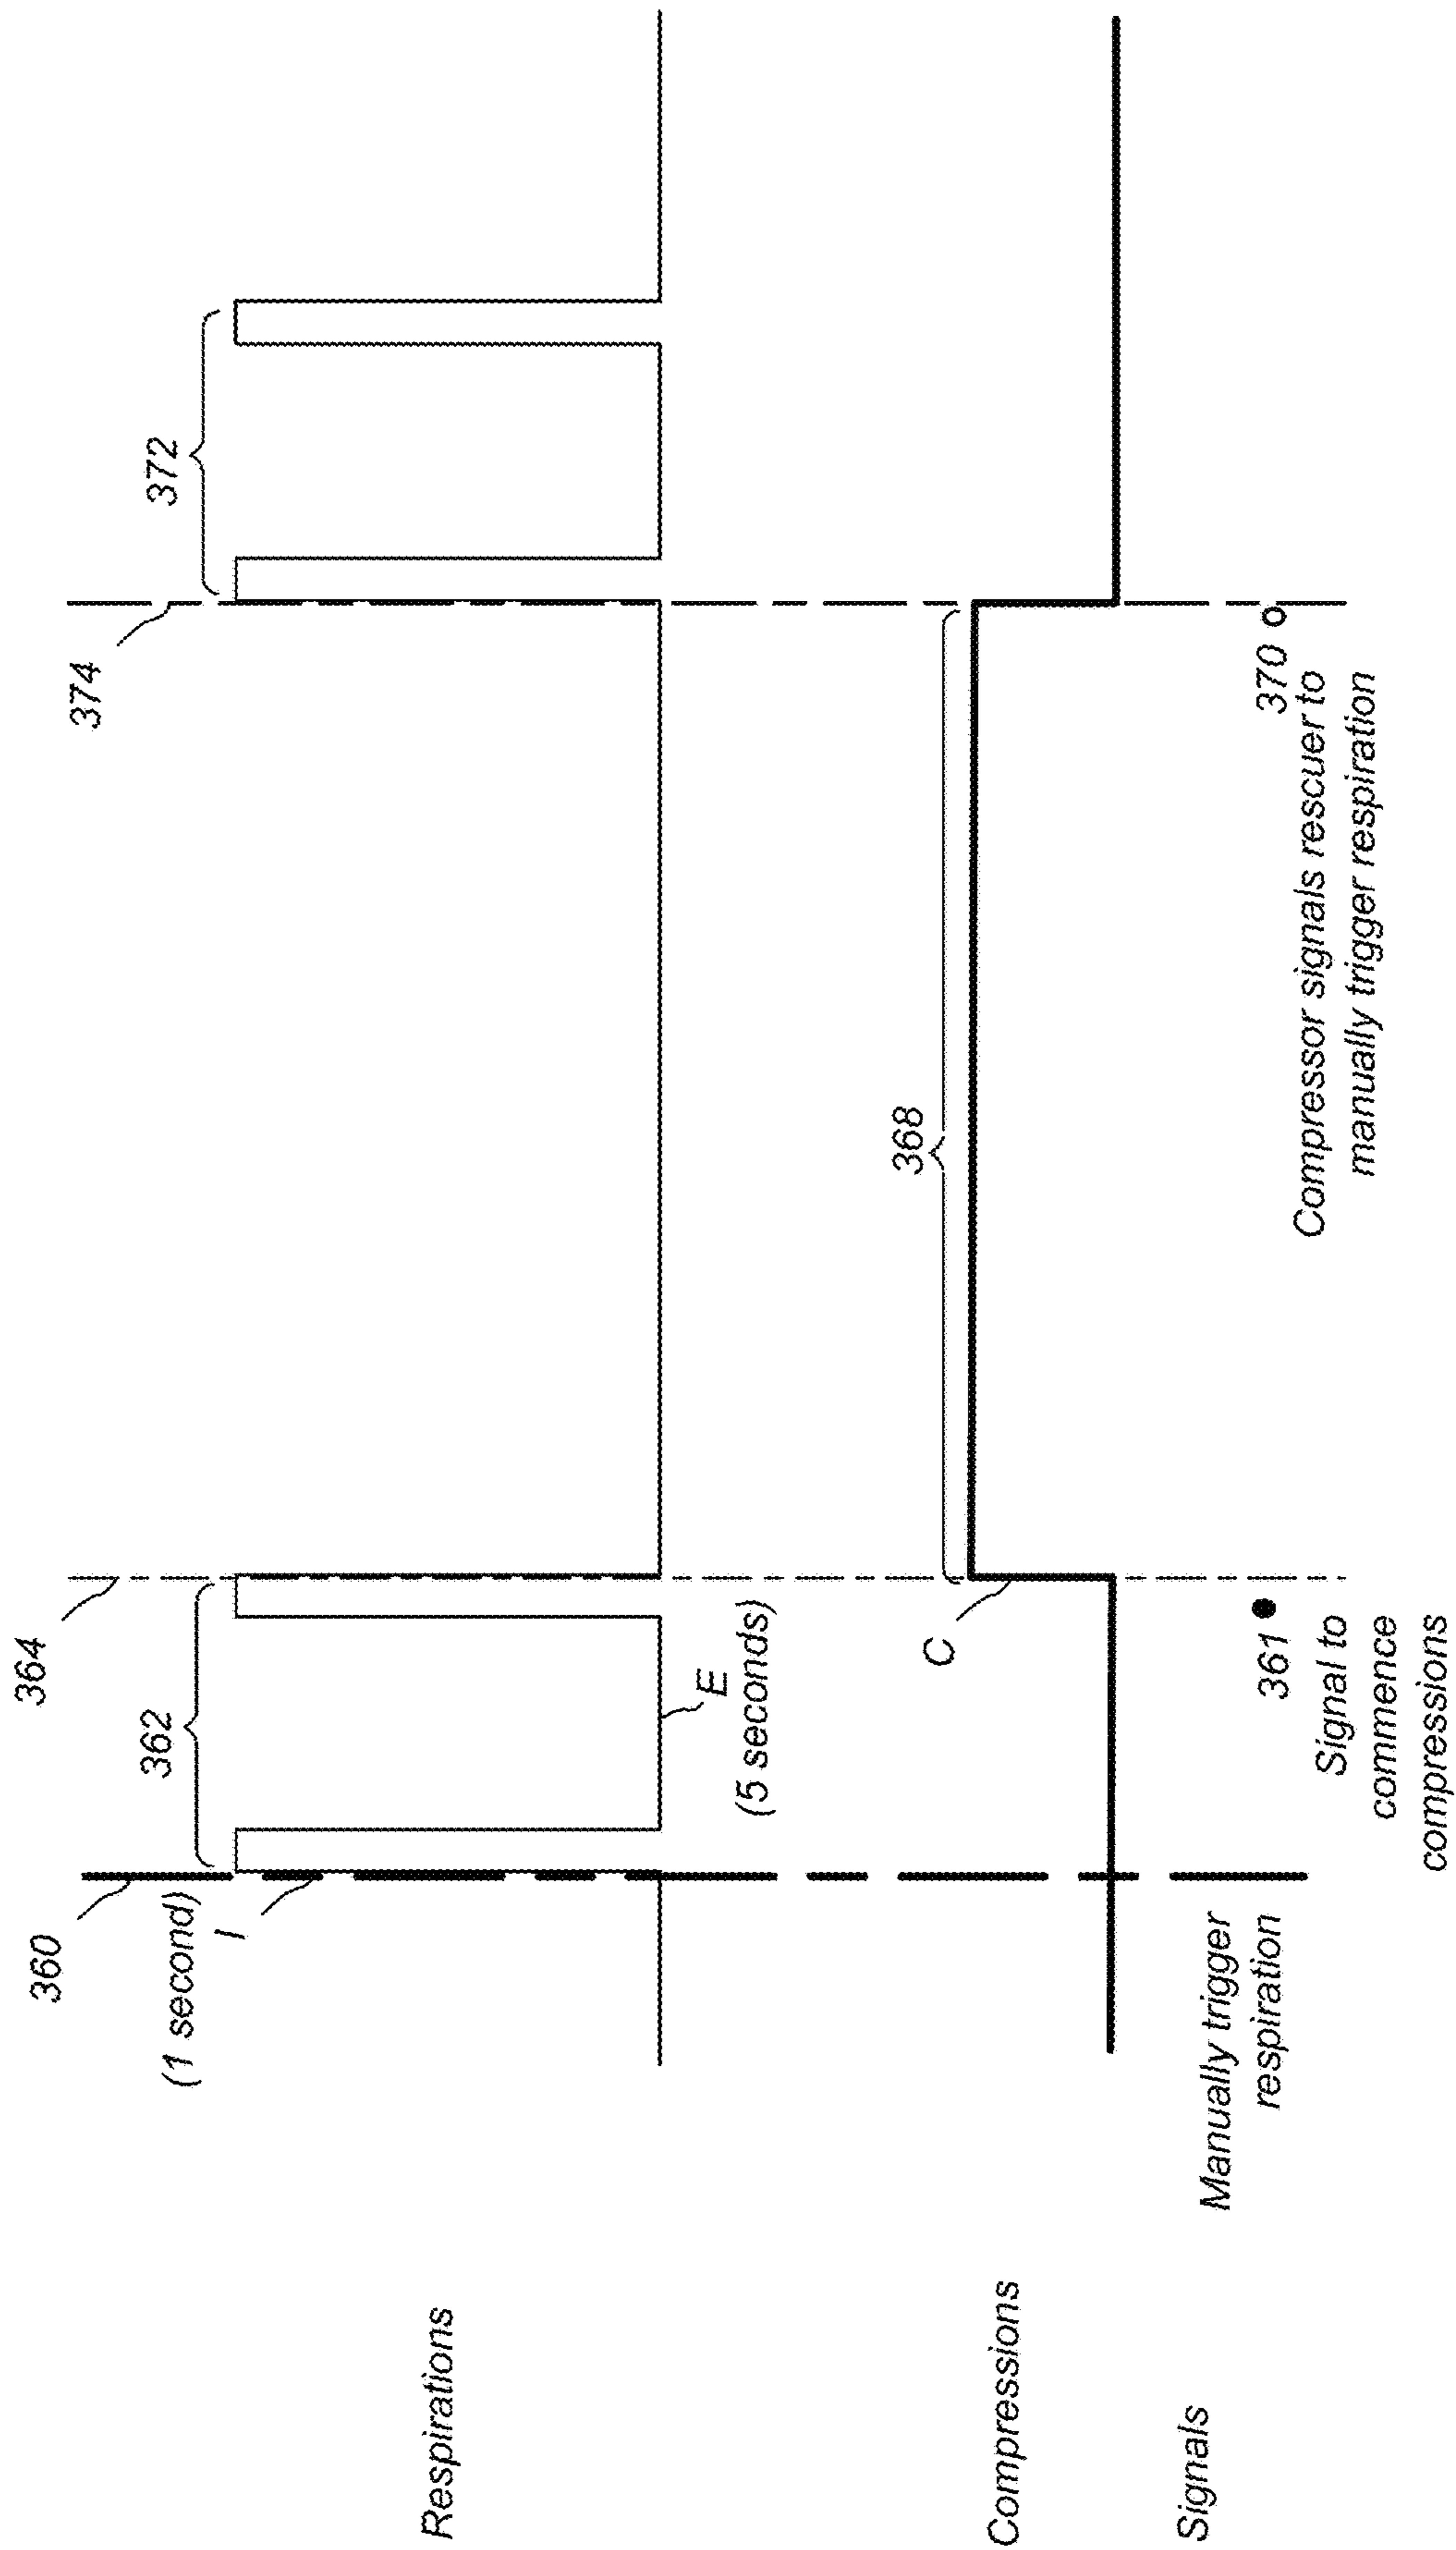 360
364
374
(1 second)
I
362
372
Respirations
E
(5 seconds)
368
C
Compressions
Signals
Manually trigger
respiration
361
Signal to
commence
compressions
370
Compressor signals rescuer to
manually trigger respiration